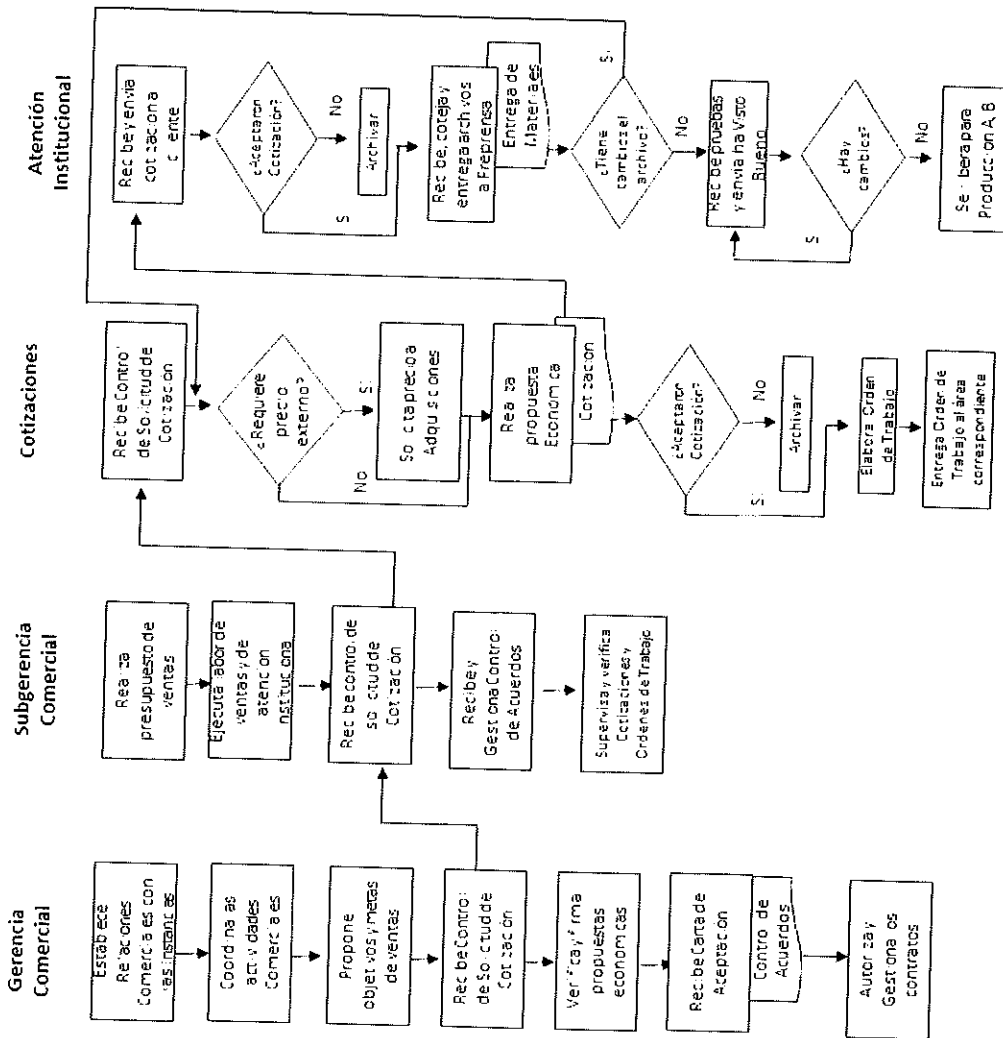 Gerencia
Comercial
Establece
Relaciones
Comerciales con
las instancias
Coordina las
actividades
Comerciales
Propone
objetivos y metas
de ventas
Recibe Control
de Solicitud de
Cotización
Verifica y firma
propuestas
económicas
Recibe Carta de
Aceptación
Control de
Acuerdos
Autoriza y
Gestiona los
contratos
Subgerencia
Comercial
Realiza
presupuesto de
ventas
Ejecuta labor de
ventas y de
atención
institucional
Recibe control de
solicitud de
Cotización
Recibe y
Gestiona Control
de Acuerdos
Supervisa y verifica
Cotizaciones y
Ordenes de Trabajo
Cotizaciones
Recibe Control
de Solicitud de
Cotización
¿Requiere
precio
externo?
No
Si
Solicita precio a
Adquisiciones
Realiza
propuesta
Económica
Cotización
¿Aceptaron
Cotización?
Si
No
Archivar
Elabora Orden
de Trabajo
Entrega Orden de
Trabajo al área
correspondiente
Atención
Institucional
Recibe y envía
cotización a
cliente
¿Aceptaron
Cotización?
Si
No
Archivar
Recibe, coteja y
entrega archivos
a Preprensa
Entrega de
Materiales
¿Tiene
cambios el
archivo?
Si
No
Recibe pruebas
y envía ha Visto
Bueno
¿Hay
cambios?
Si
No
Se libera para
Producción A, B